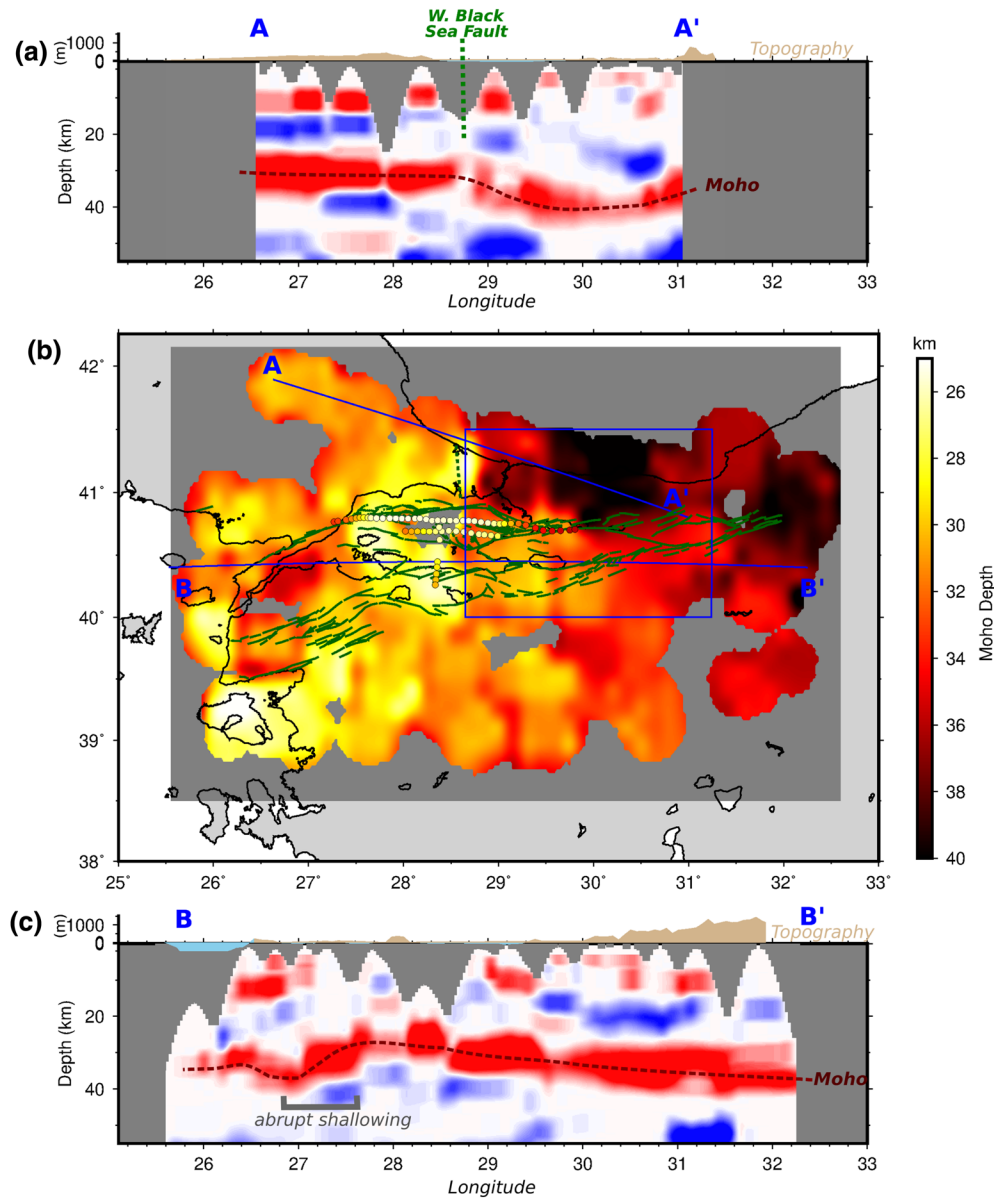 (a)
A
W. Black
Sea Fault
A'
Topography
(m)
1000
0
Depth (km)
20
40
Moho
26 27 28 29 30 31 32 33
Longitude
(b)
42°
41°
40°
39°
38°
A
A'
B
B'
25° 26° 27° 28° 29° 30° 31° 32° 33°
km
26
28
30
32
34
36
38
40
Moho Depth
(c)
B
B'
Topography
(m)
1000
0
Depth (km)
20
40
Moho
abrupt shallowing
26 27 28 29 30 31 32 33
Longitude